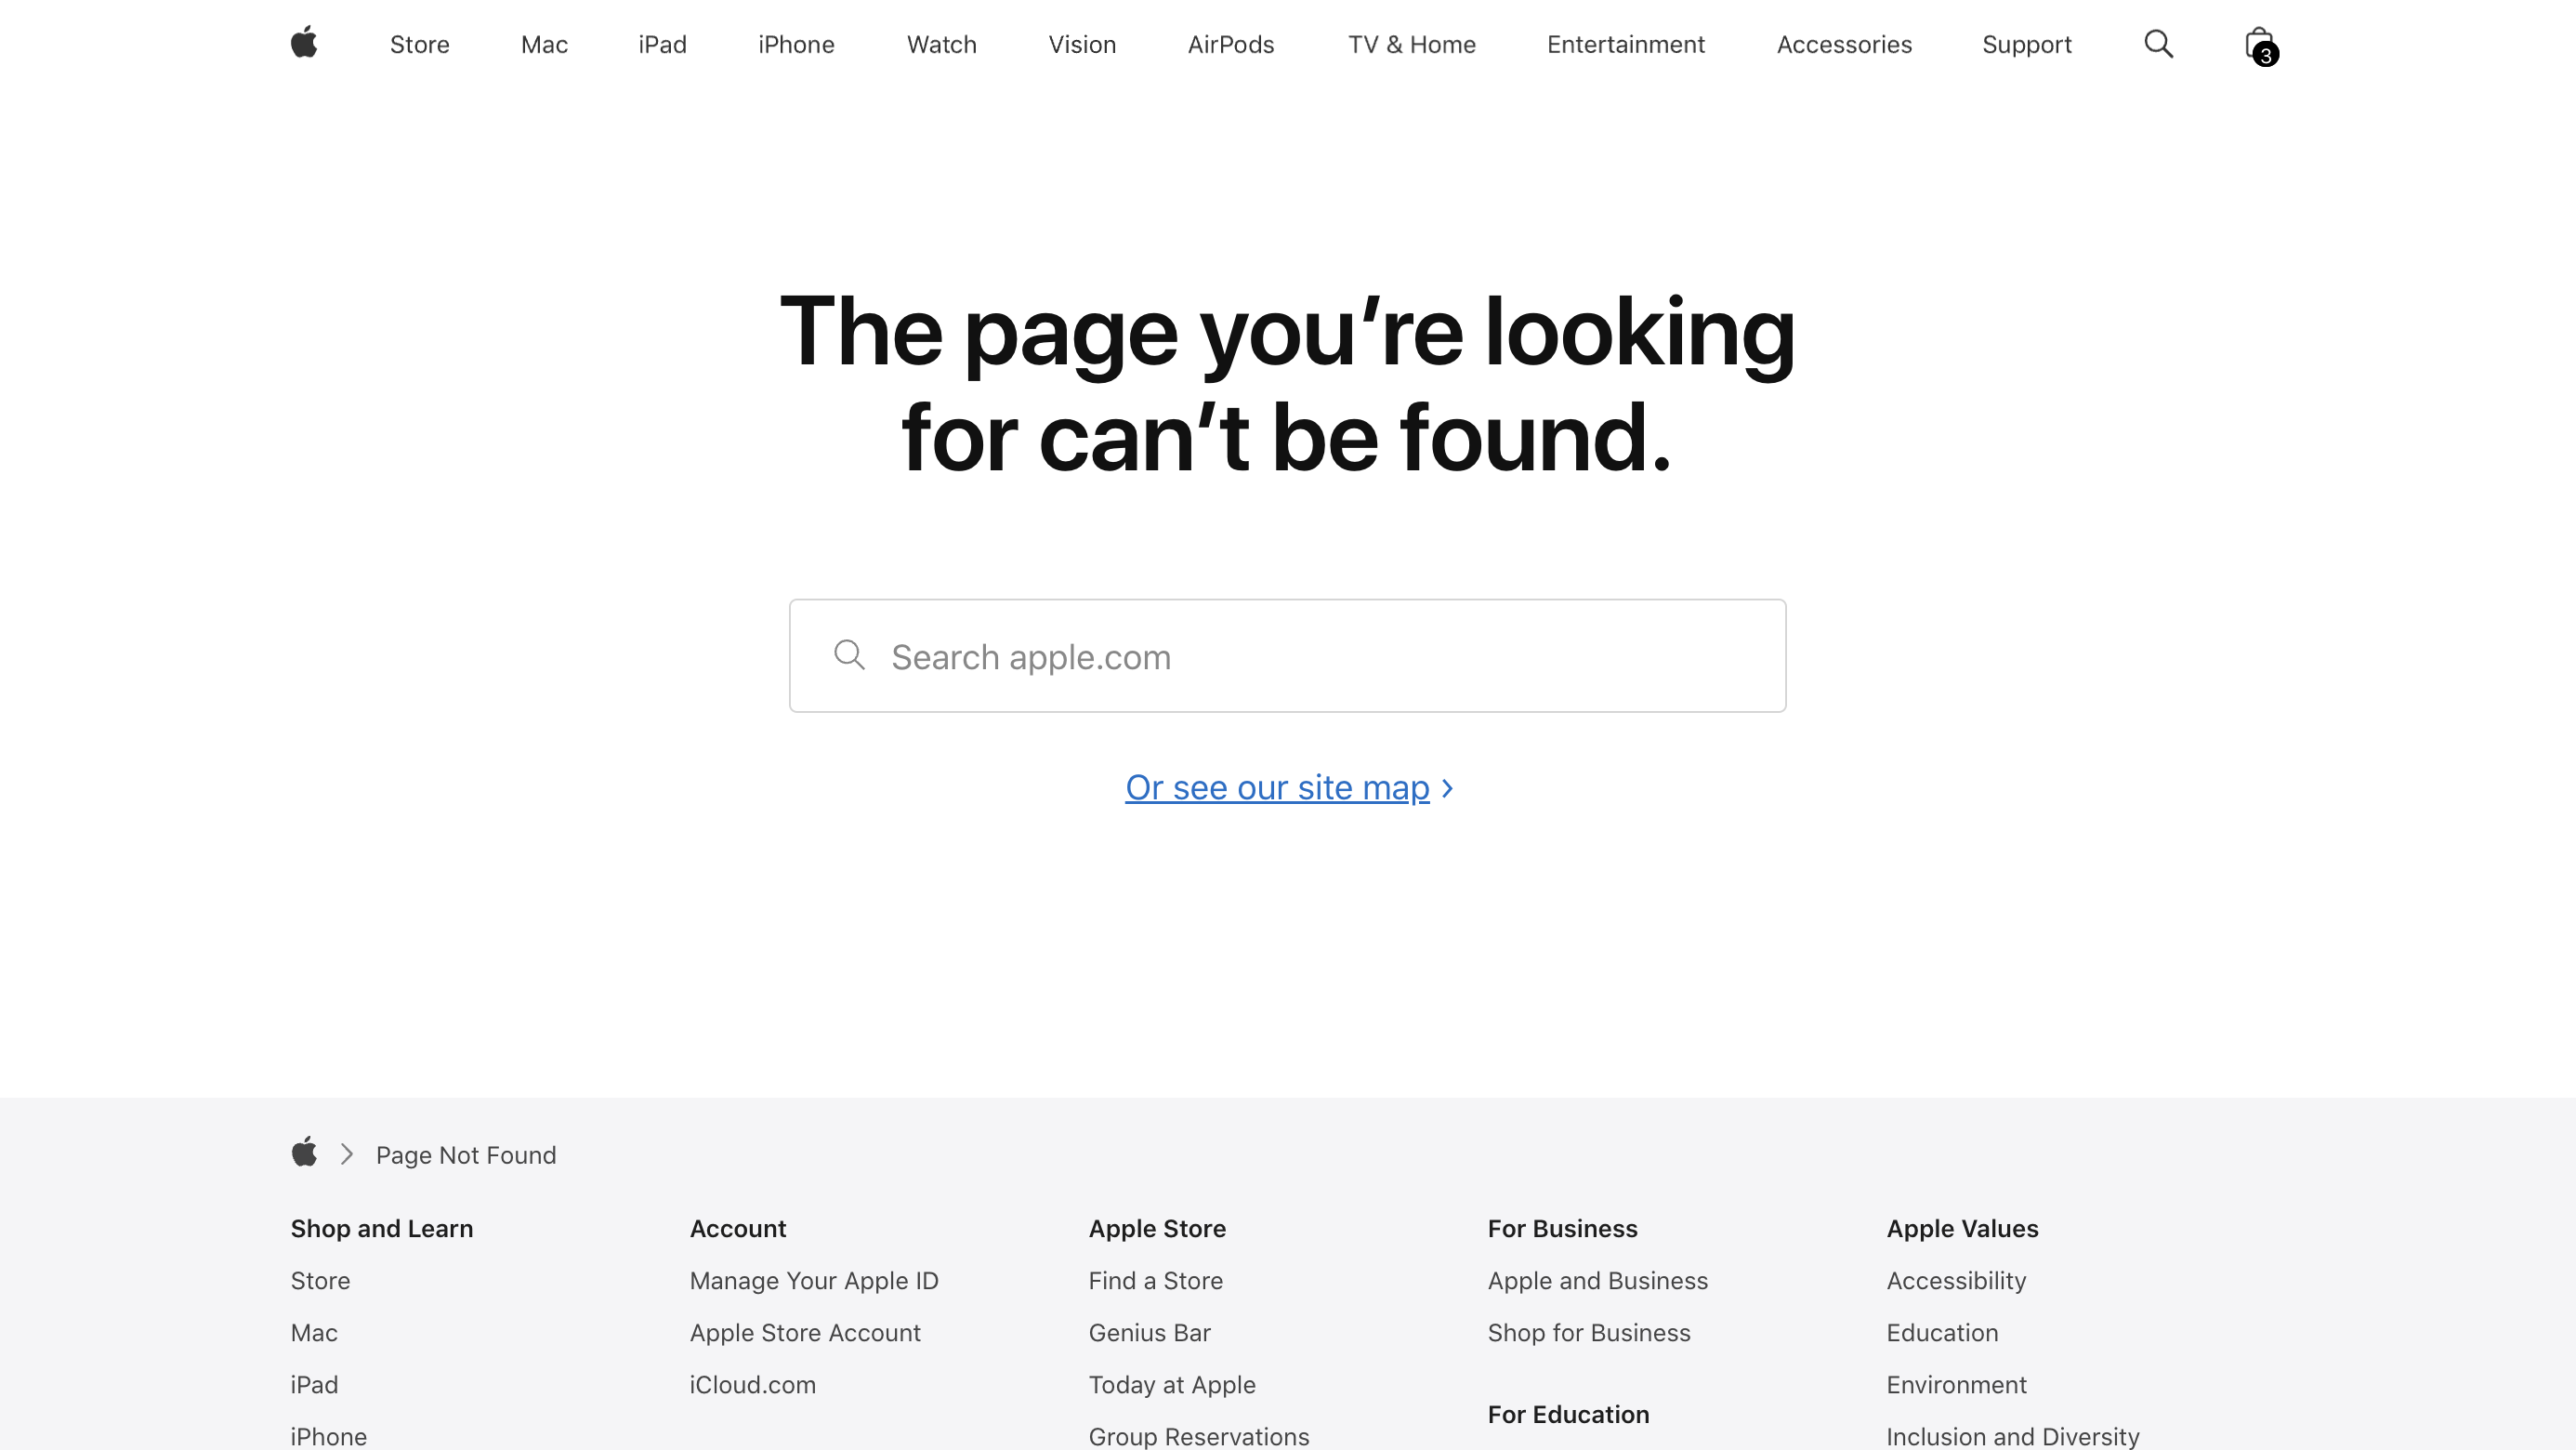 Store Mac iPad iPhone Watch Vision AirPods TV & Home Entertainment Accessories Support 3
The page you’re looking
for can’t be found.
Search apple.com
Or see our site map ›
Page Not Found
Shop and Learn
Store
Mac
iPad
iPhone
Account
Manage Your Apple ID
Apple Store Account
iCloud.com
Apple Store
Find a Store
Genius Bar
Today at Apple
Group Reservations
For Business
Apple and Business
Shop for Business
For Education
Apple Values
Accessibility
Education
Environment
Inclusion and Diversity